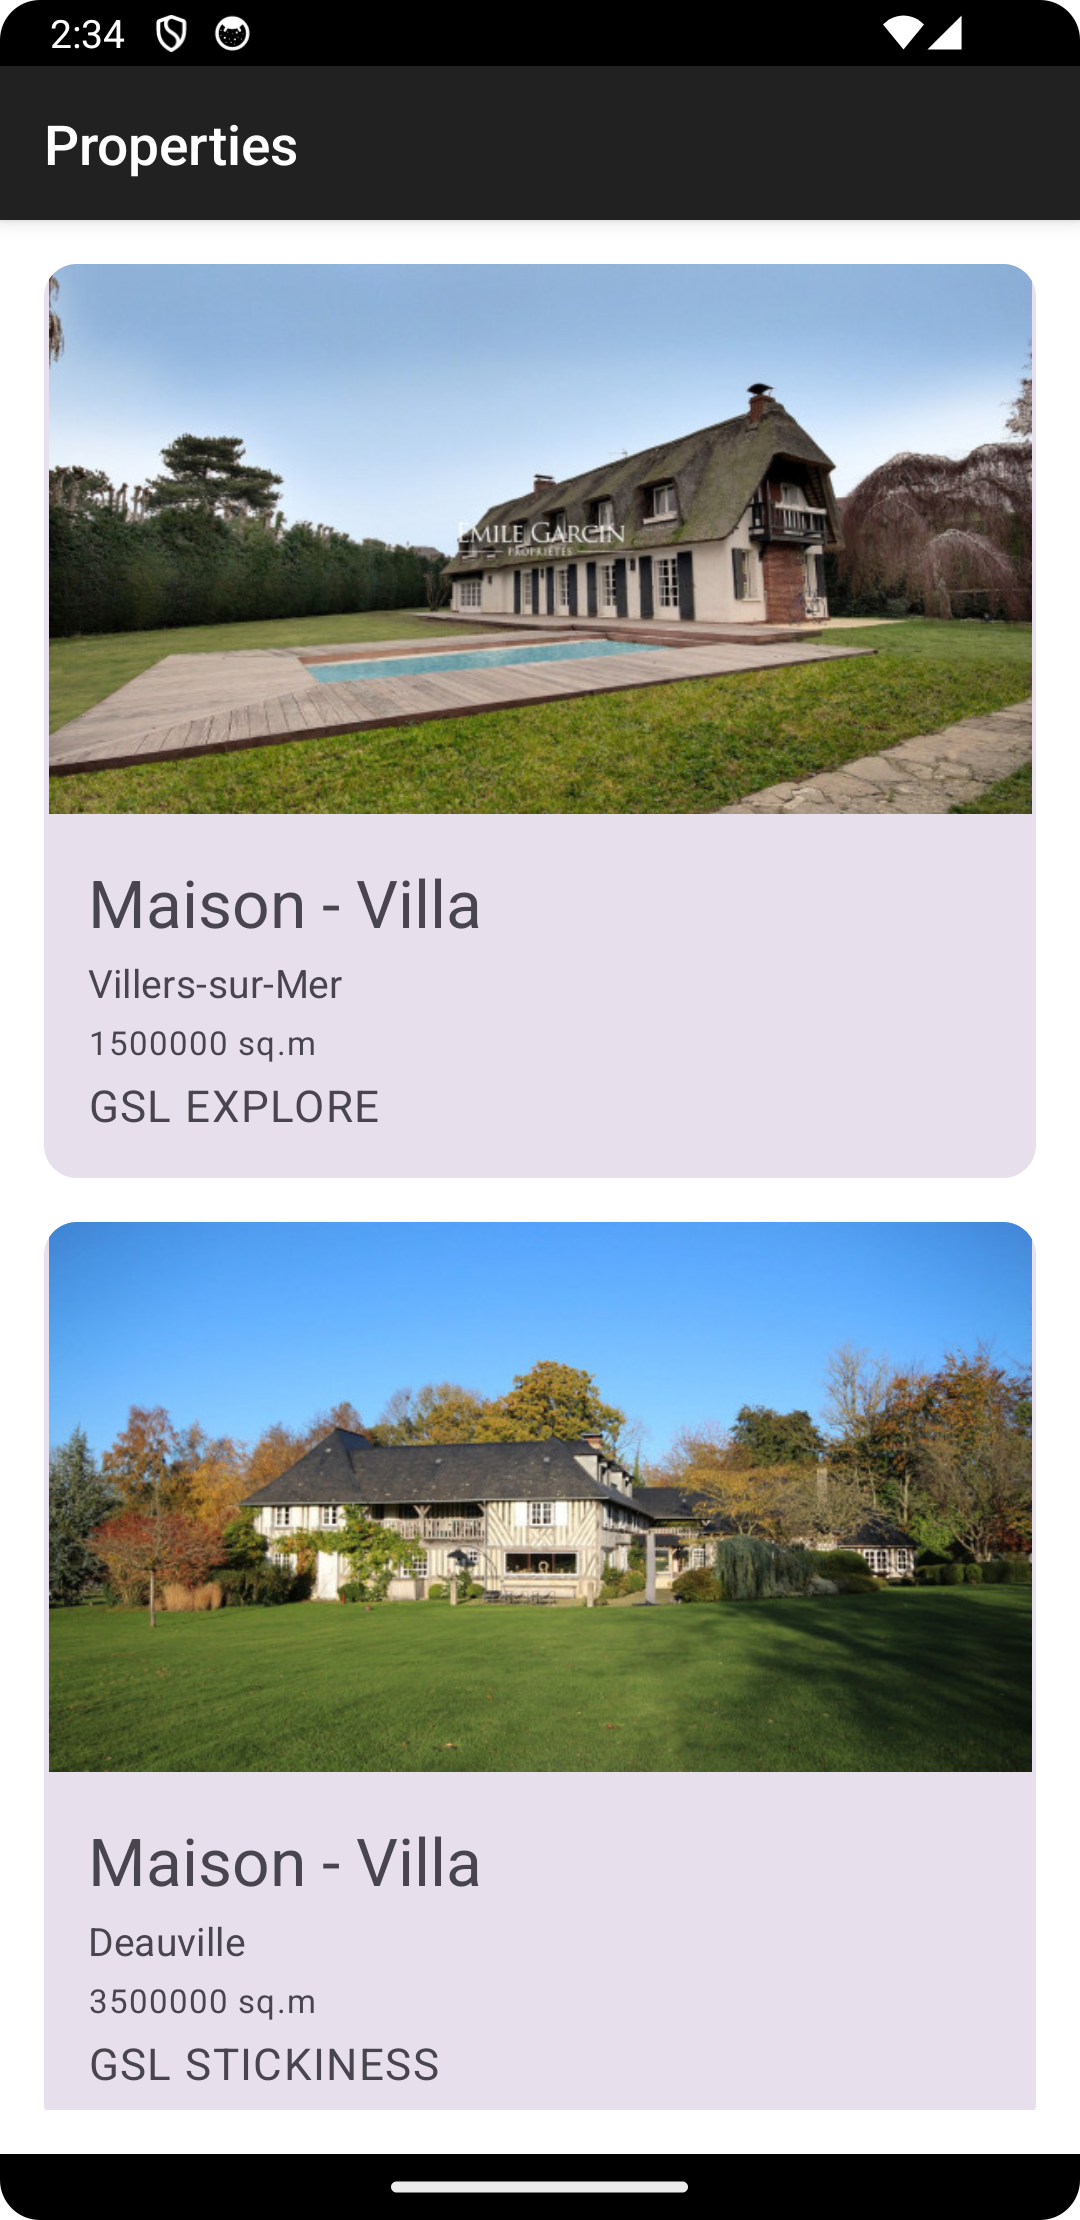 2:34
Properties
EMILE GARCIN
PROPRIÉTÉS
Maison - Villa
Villers-sur-Mer
1500000 sq.m
GSL EXPLORE
Maison - Villa
Deauville
3500000 sq.m
GSL STICKINESS